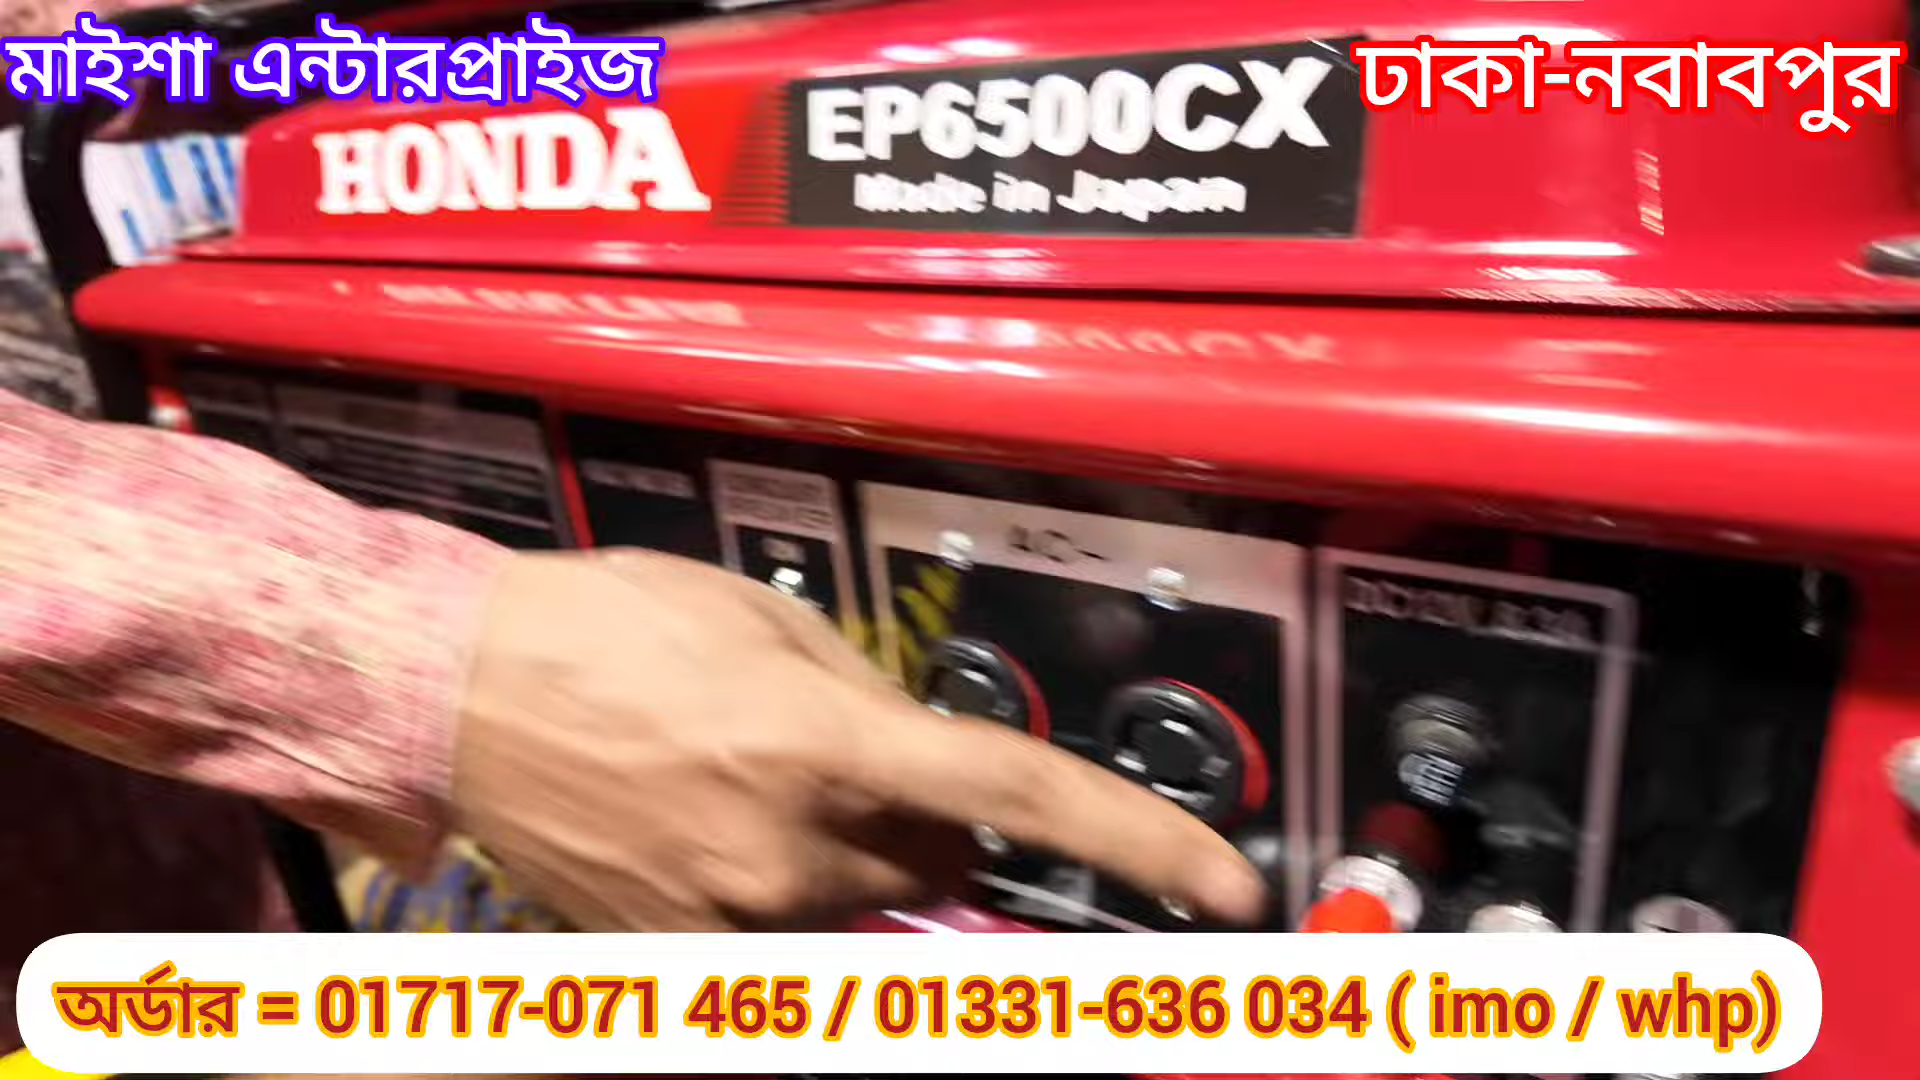 মাইশা এন্টারপ্রাইজ
ঢাকা-নবাবপুর
HONDA
EP6500CX
Made in Japan
AC~
অর্ডার = 01717-071 465 / 01331-636 034 ( imo / whp)